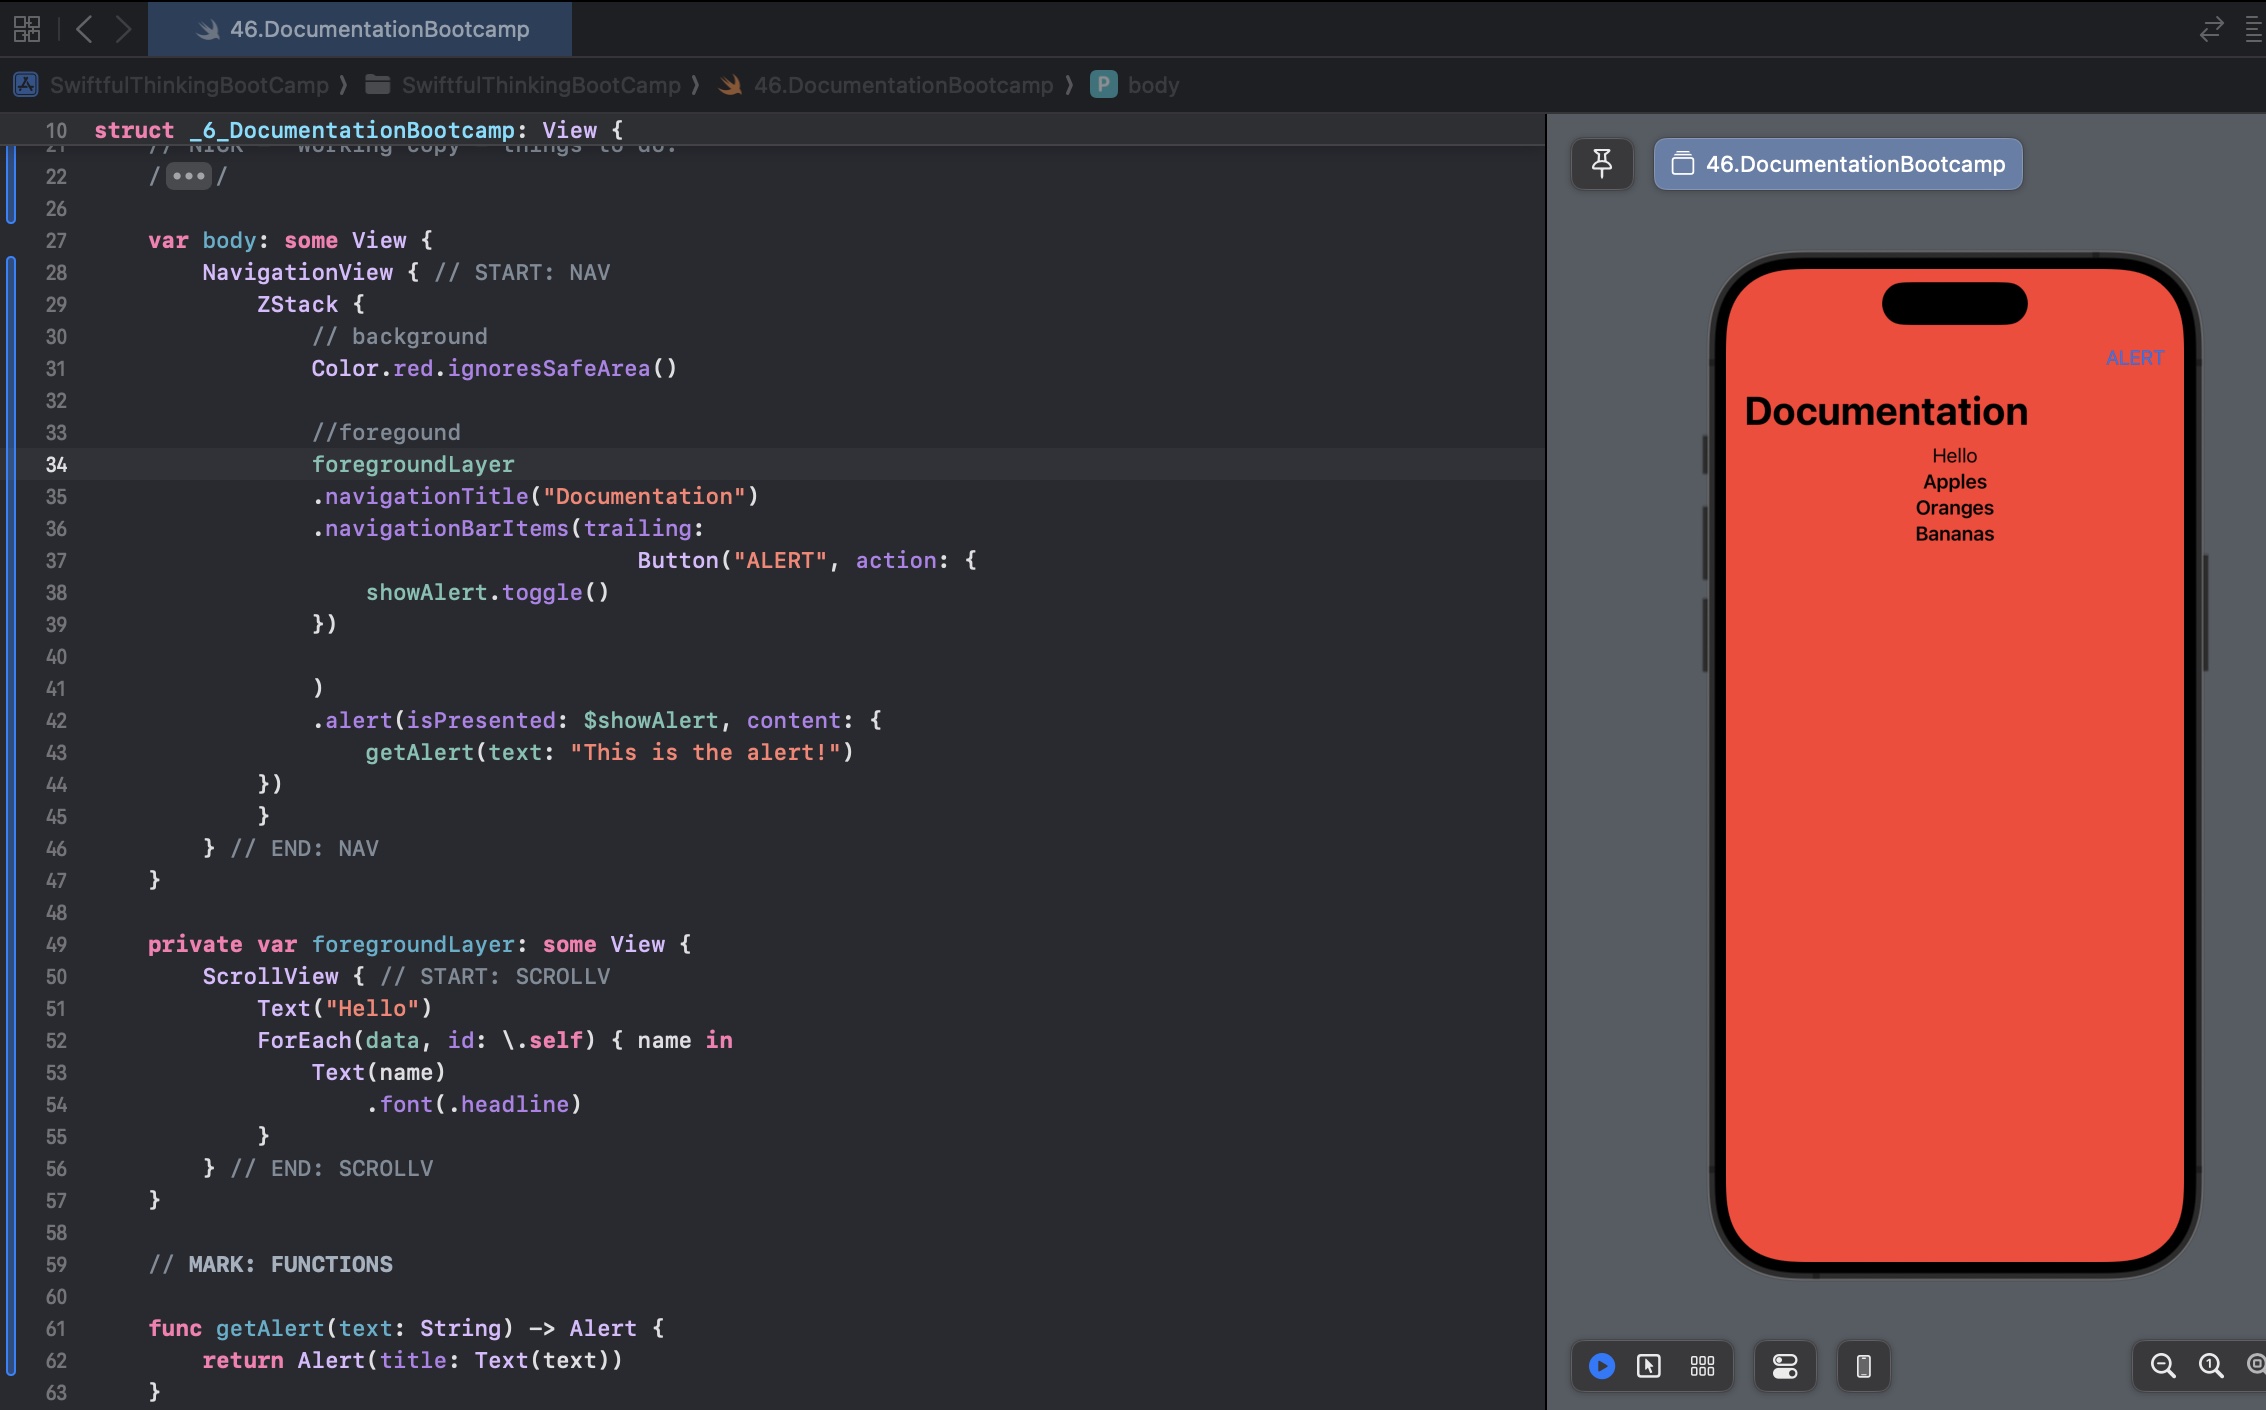 46.DocumentationBootcamp
SwiftfulThinkingBootCamp ⟩ SwiftfulThinkingBootCamp ⟩ 46.DocumentationBootcamp ⟩ P body
10 struct _6_DocumentationBootcamp: View {
21 // NICK - Working copy - things to do:
22 /•••/
26
27 var body: some View {
28 NavigationView { // START: NAV
29 ZStack {
30 // background
31 Color.red.ignoresSafeArea()
32
33 //foregound
34 foregroundLayer
35 .navigationTitle("Documentation")
36 .navigationBarItems(trailing:
37 Button("ALERT", action: {
38 showAlert.toggle()
39 })
40
41 )
42 .alert(isPresented: $showAlert, content: {
43 getAlert(text: "This is the alert!")
44 })
45 }
46 } // END: NAV
47 }
48
49 private var foregroundLayer: some View {
50 ScrollView { // START: SCROLLV
51 Text("Hello")
52 ForEach(data, id: \.self) { name in
53 Text(name)
54 .font(.headline)
55 }
56 } // END: SCROLLV
57 }
58
59 // MARK: FUNCTIONS
60
61 func getAlert(text: String) -> Alert {
62 return Alert(title: Text(text))
63 }
46.DocumentationBootcamp
ALERT
Documentation
Hello
Apples
Oranges
Bananas